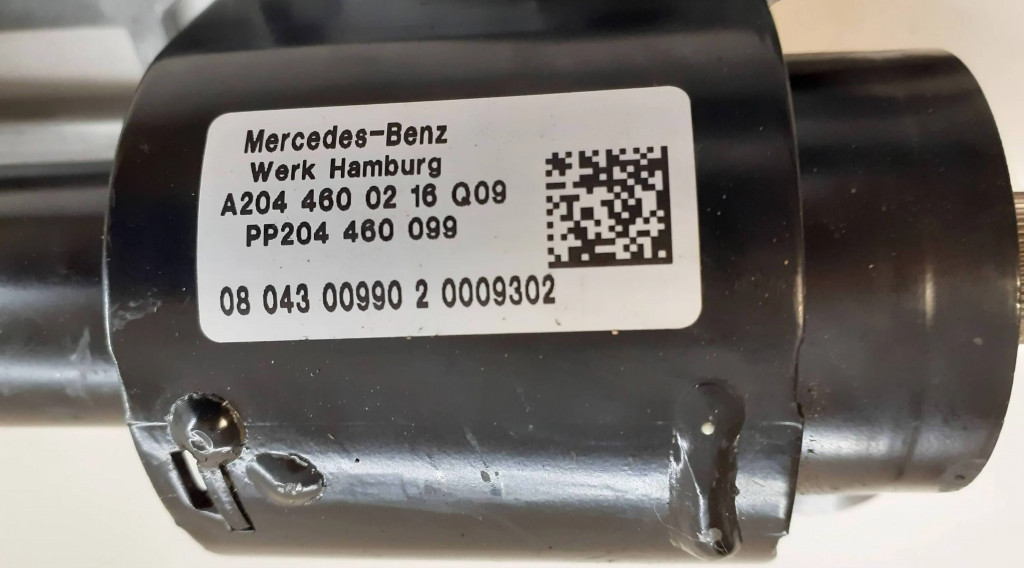 Mercedes-Benz
Werk Hamburg
A204 460 02 16 Q09
PP204 460 099
08 043 00990 2 0009302